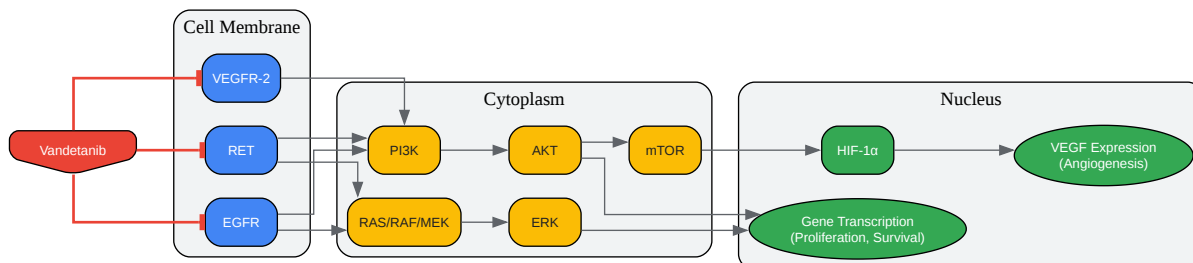 Cell Membrane
VEGFR-2
Cytoplasm
Nucleus
Vandetanib
RET
PI3K
AKT
mTOR
HIF-1α
VEGF Expression
(Angiogenesis)
EGFR
RAS/RAF/MEK
ERK
Gene Transcription
(Proliferation, Survival)